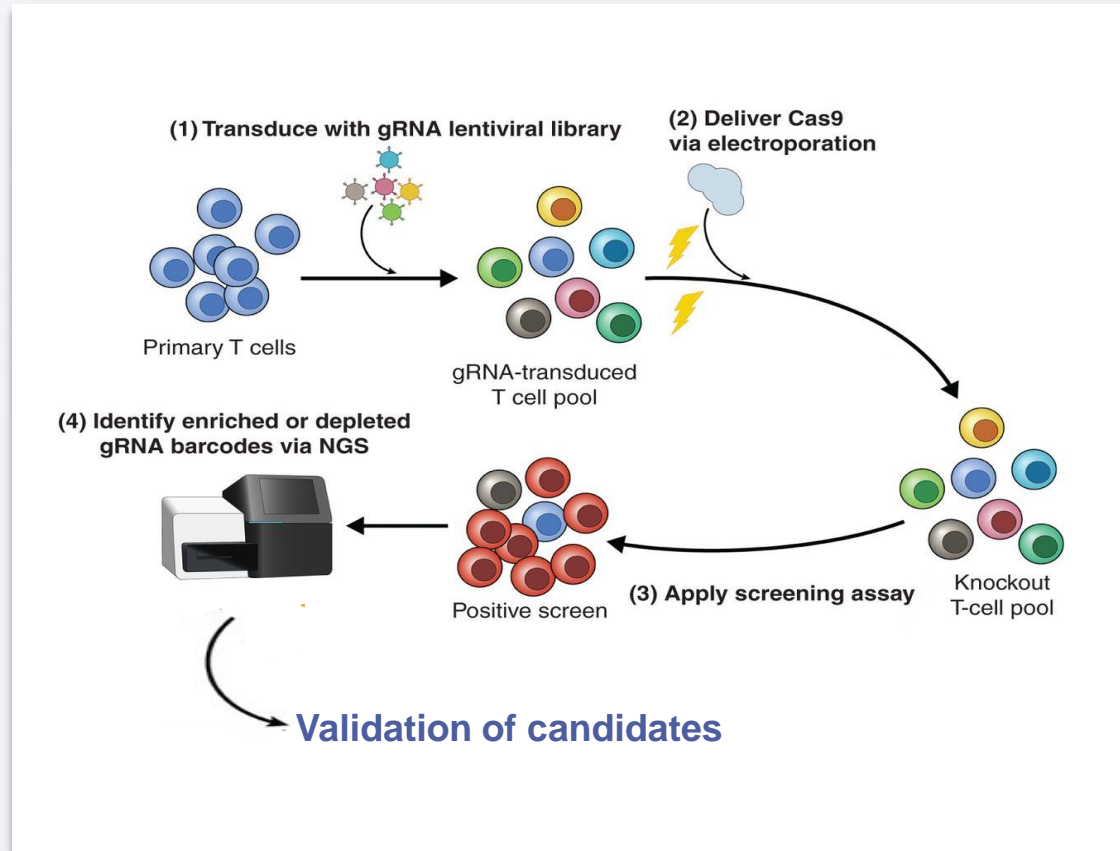 (1) Transduce with gRNA lentiviral library
(2) Deliver Cas9
via electroporation
Primary T cells
gRNA-transduced
T cell pool
Knockout
T-cell pool
(3) Apply screening assay
Positive screen
(4) Identify enriched or depleted
gRNA barcodes via NGS
Validation of candidates